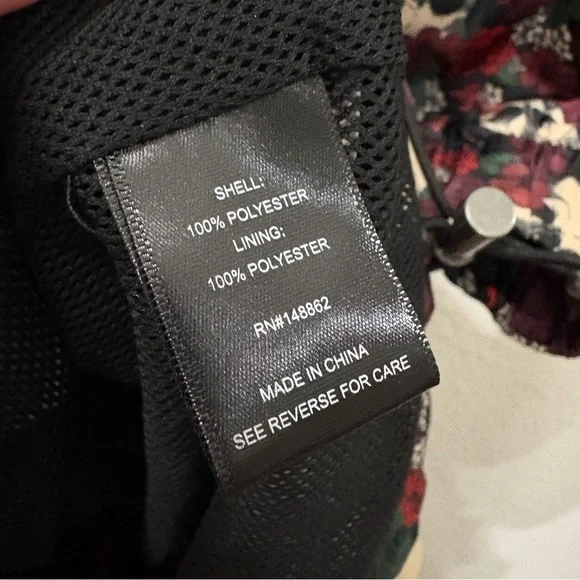 SHELL:
100% POLYESTER
LINING:
100% POLYESTER
RN#148862
MADE IN CHINA
SEE REVERSE FOR CARE